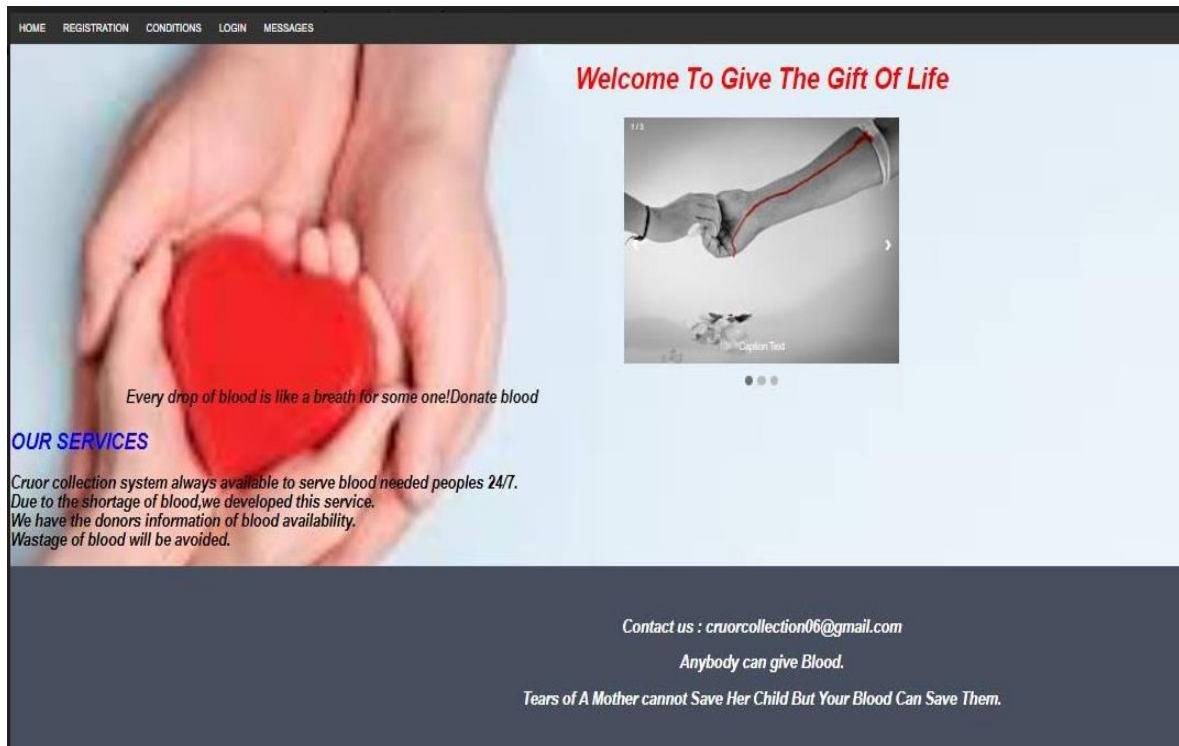 HOME REGISTRATION CONDITIONS LOGIN MESSAGES
Welcome To Give The Gift Of Life
1 / 3
Caption Text
Every drop of blood is like a breath for some one!Donate blood
OUR SERVICES
Cruor collection system always available to serve blood needed peoples 24/7.
Due to the shortage of blood,we developed this service.
We have the donors information of blood availability.
Wastage of blood will be avoided.
Contact us : cruorcollection06@gmail.com
Anybody can give Blood.
Tears of A Mother cannot Save Her Child But Your Blood Can Save Them.